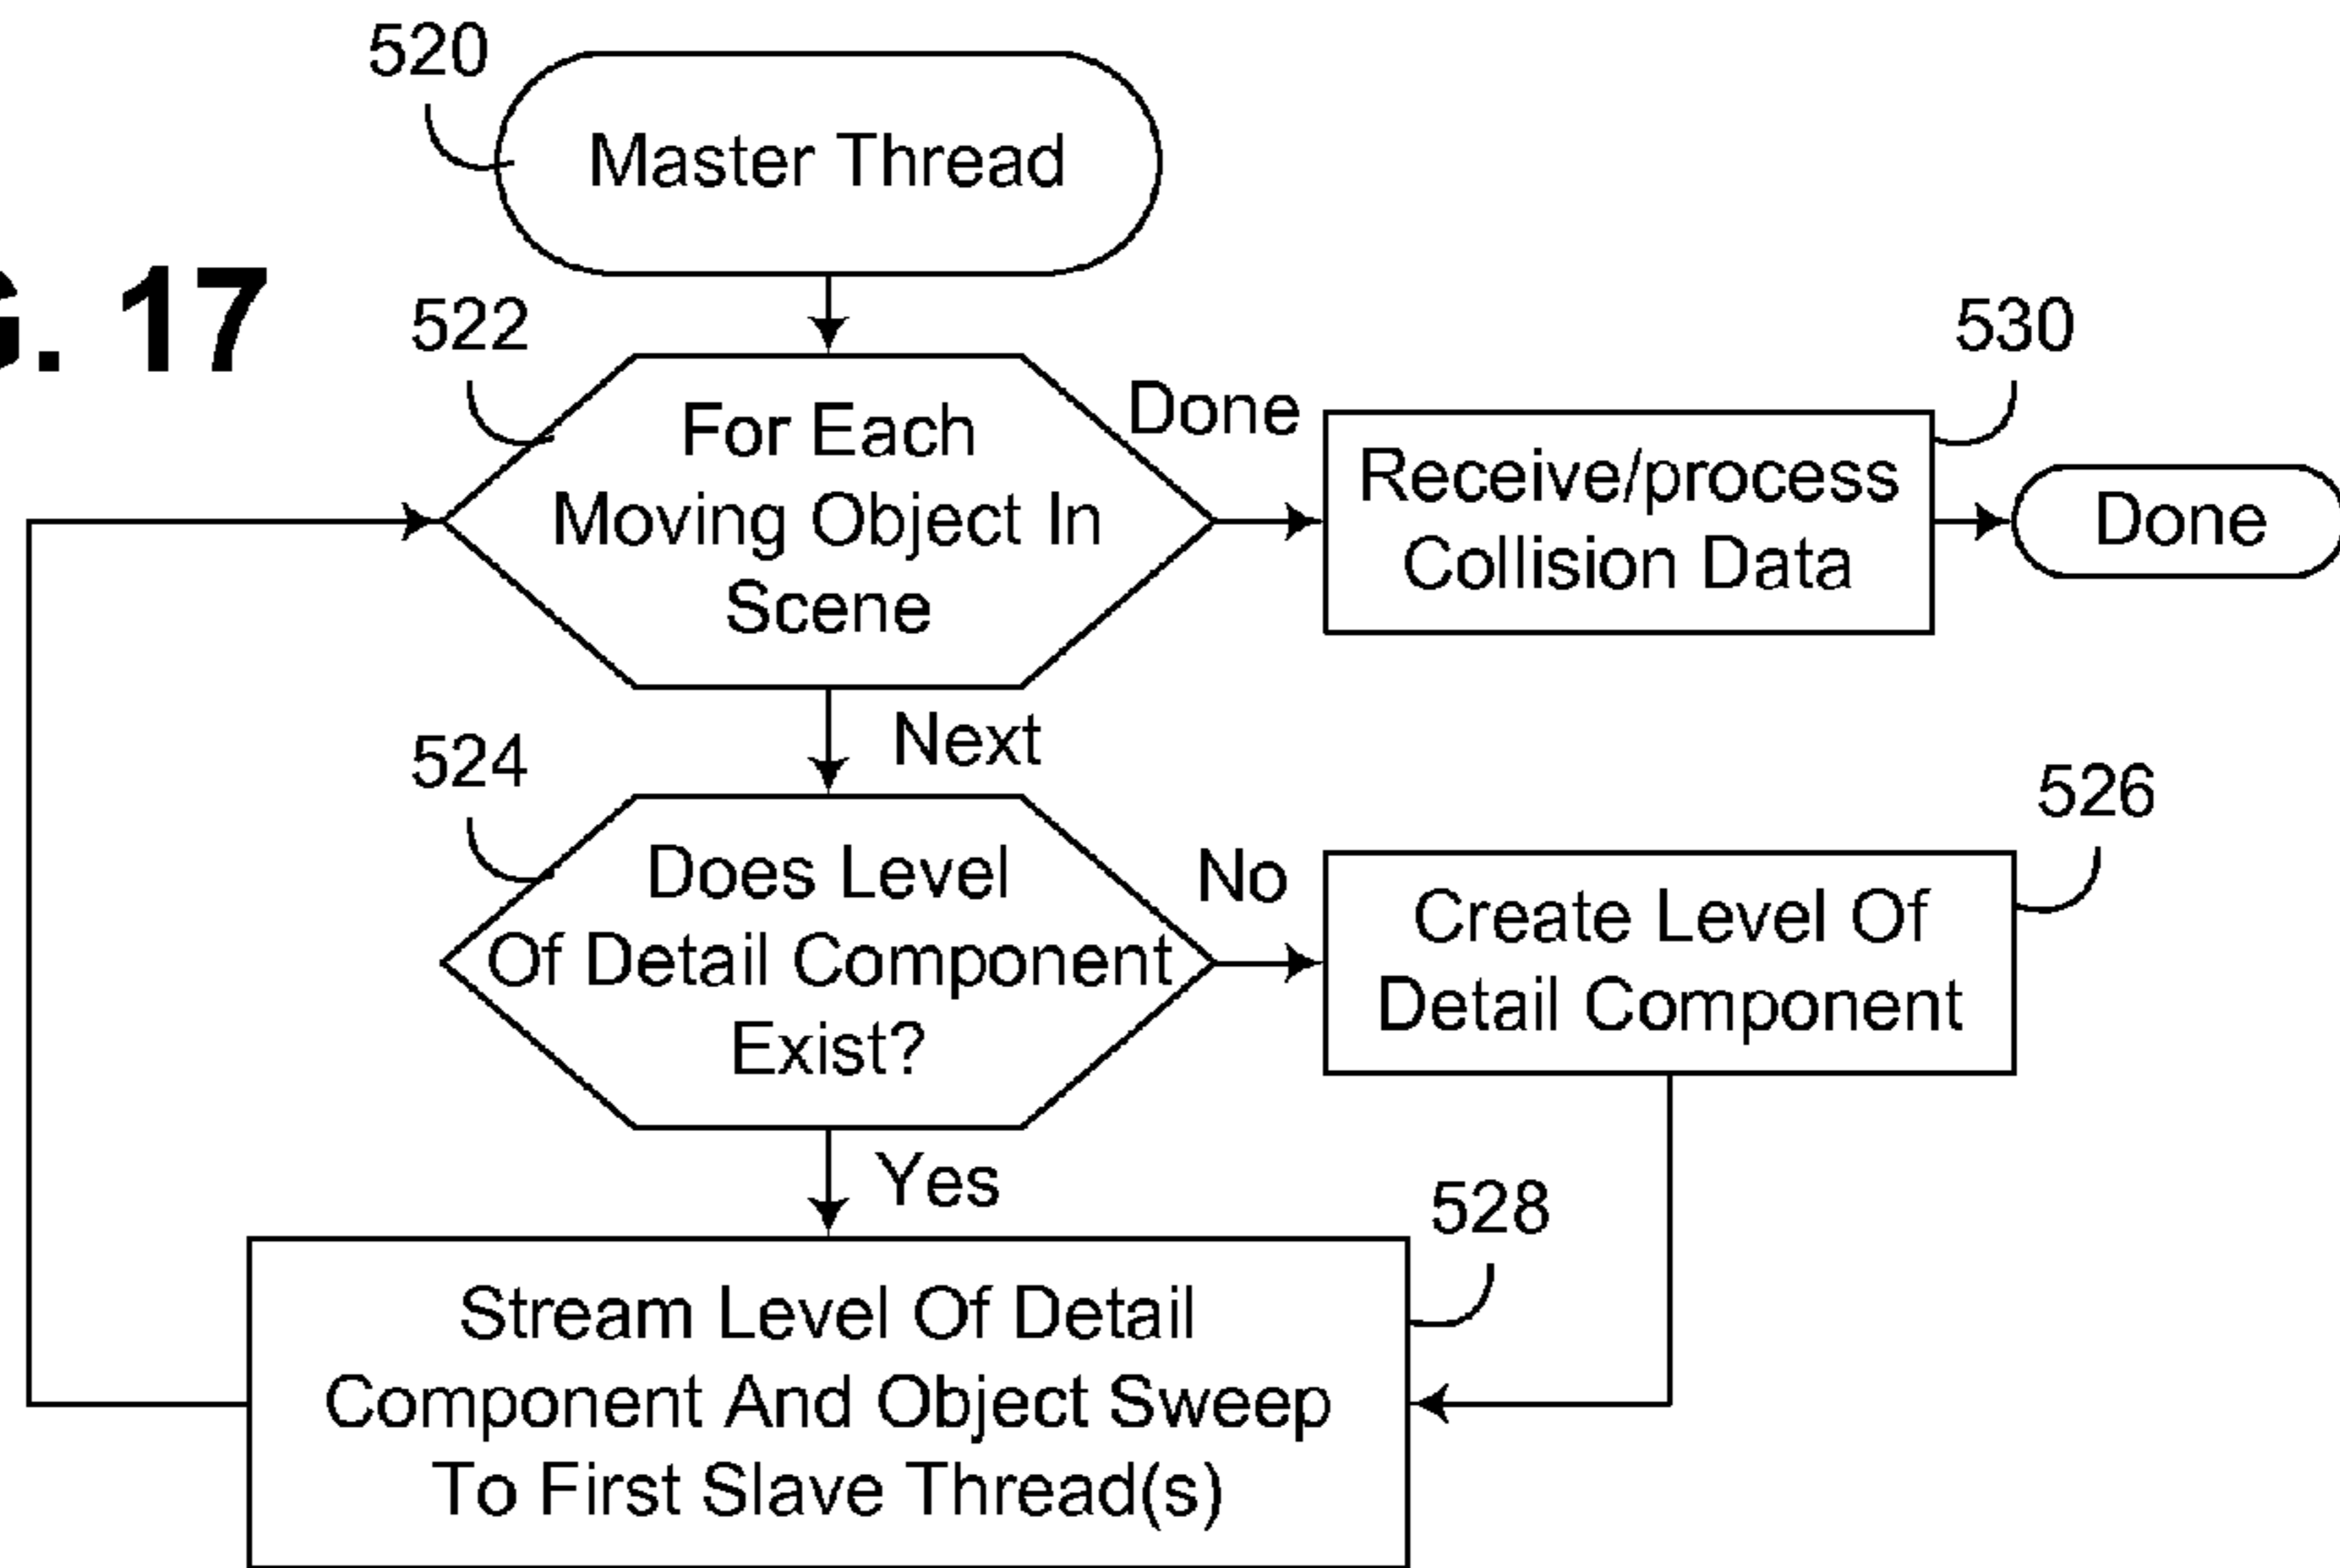 520
Master Thread
G. 17
522
530
For Each
Moving Object In
Scene
Done
Receive/process
Collision Data
Done
Next
524
526
Does Level
Of Detail Component
Exist?
No
Create Level Of
Detail Component
Yes
528
Stream Level Of Detail
Component And Object Sweep
To First Slave Thread(s)